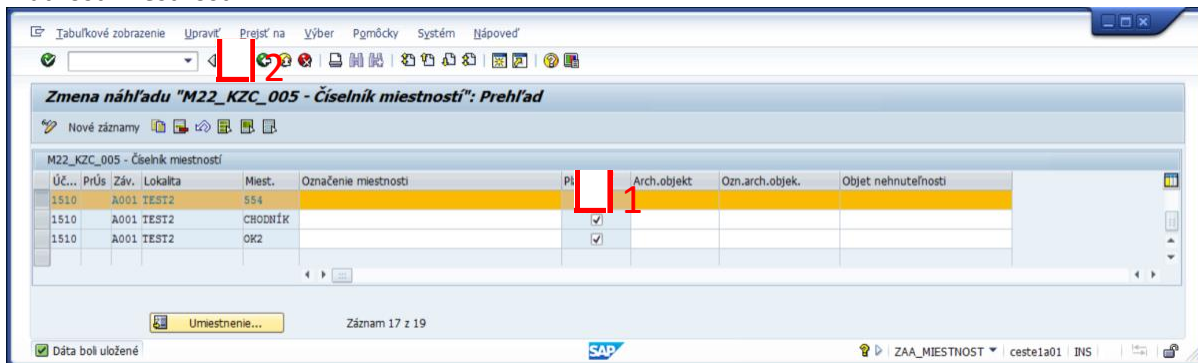 Tabuľkové zobrazenie Upraviť Prejsť na Výber Pomôcky Systém Nápoveď
2
Zmena náhľadu "M22_KZC_005 - Číselník miestností": Prehľad
Nové záznamy
M22_KZC_005 - Číselník miestností
Úč... PrÚs Záv. Lokalita Miest. Označenie miestnosti Pl Arch.objekt Ozn.arch.objek. Objet nehnuteľnosti
1
1510 A001 TEST2 554
1510 A001 TEST2 CHODNÍK
1510 A001 TEST2 OK2
Umiestnenie... Záznam 17 z 19
Dáta boli uložené SAP ZAA_MIESTNOST ceste1a01 INS